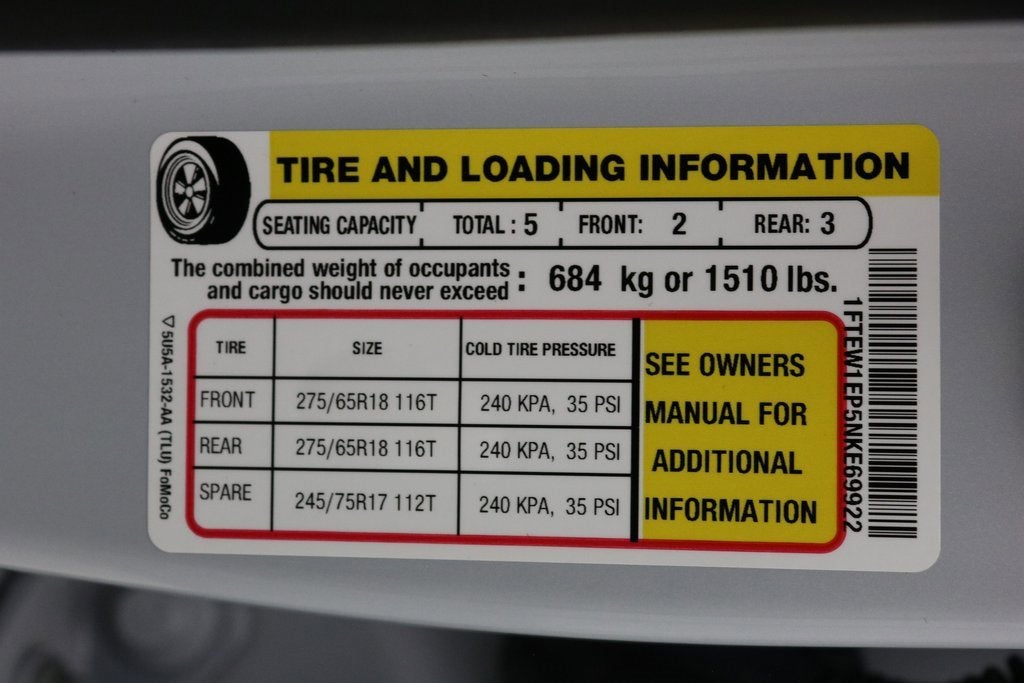 TIRE AND LOADING INFORMATION
SEATING CAPACITY TOTAL : 5 FRONT: 2 REAR: 3
The combined weight of occupants
and cargo should never exceed : 684 kg or 1510 lbs.
TIRE SIZE COLD TIRE PRESSURE
FRONT 275/65R18 116T 240 KPA, 35 PSI
REAR 275/65R18 116T 240 KPA, 35 PSI
SPARE 245/75R17 112T 240 KPA, 35 PSI
SEE OWNERS
MANUAL FOR
ADDITIONAL
INFORMATION
5U5A-1532-AA (TLU) FoMoCo
1FTEW1EP5NKE69922